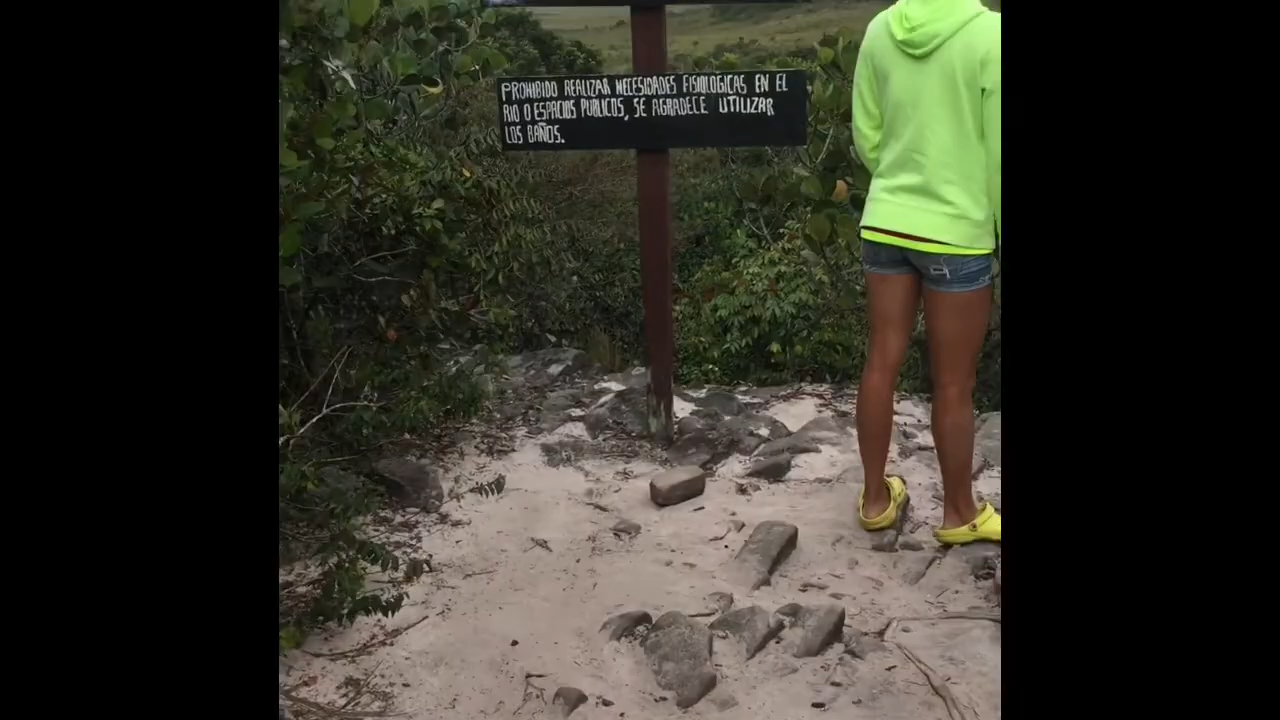 PROHIBIDO REALIZAR NECESIDADES FISIOLOGICAS EN EL
RIO O ESPACIOS PUBLICOS, SE AGRADECE UTILIZAR
LOS BAÑOS.